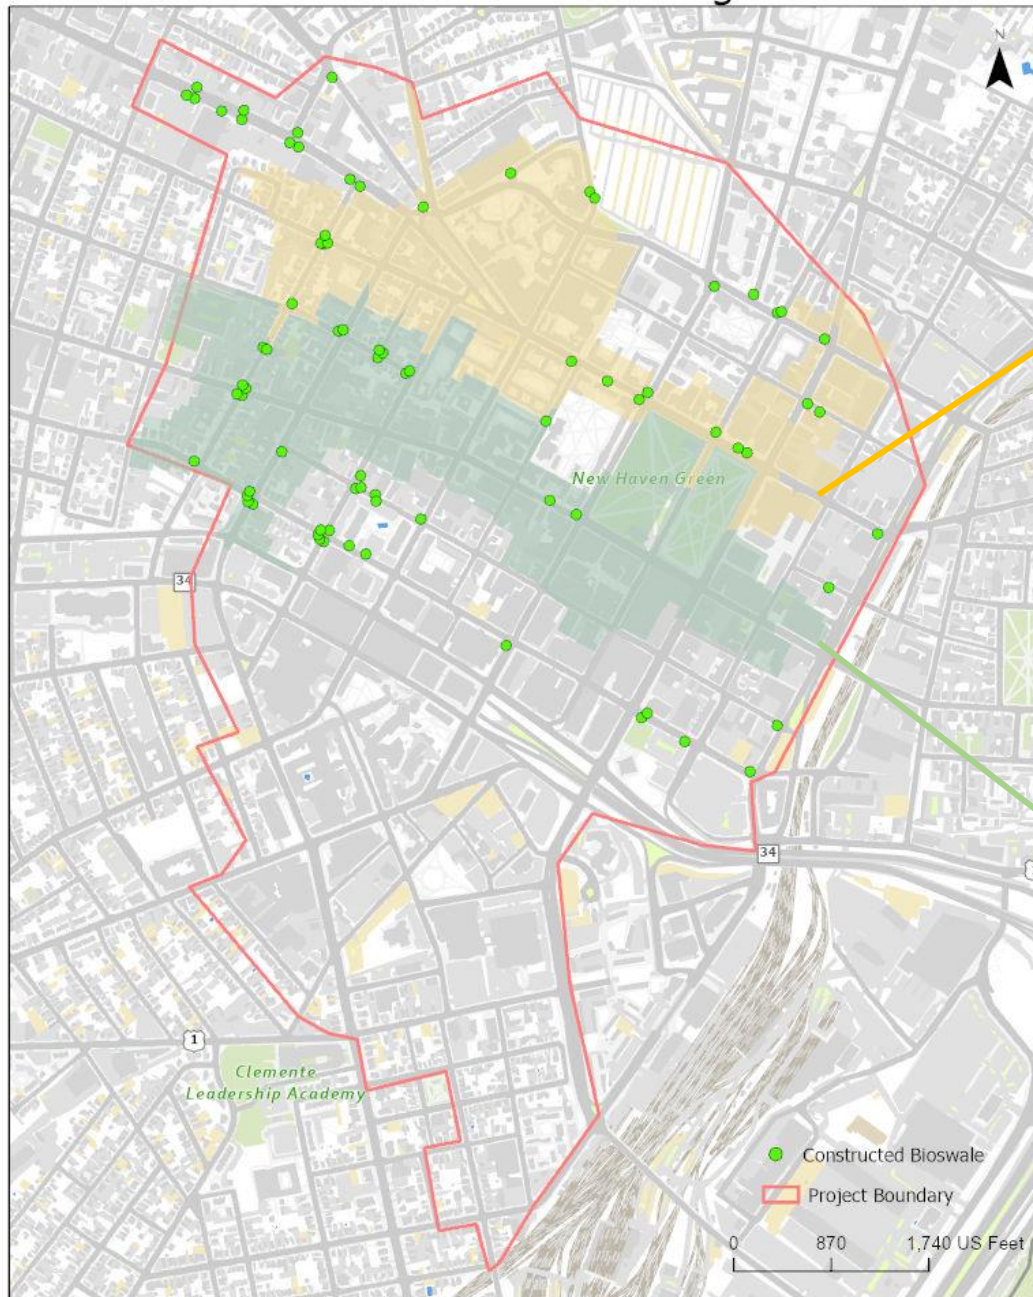 N
New Haven Green
34
34
1
Clemente
Leadership Academy
Constructed Bioswale
Project Boundary
0 870 1,740 US Feet